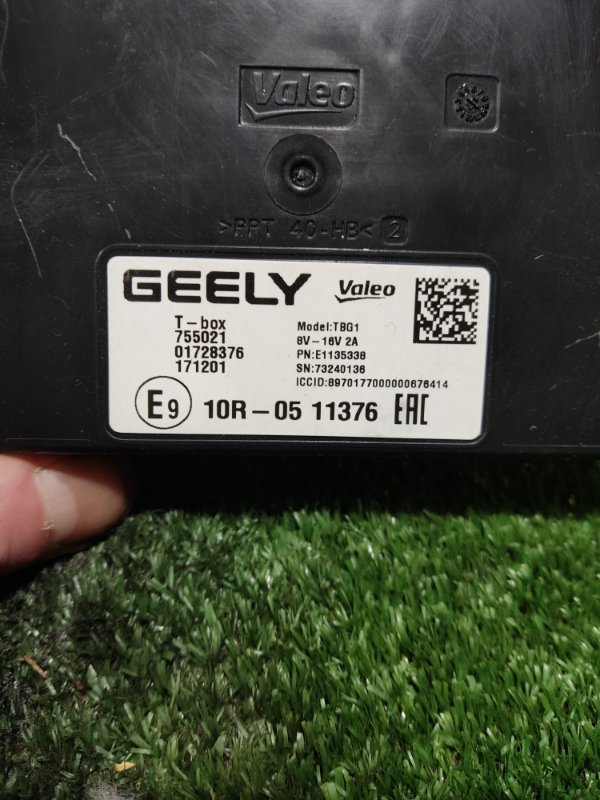 Valeo
>PPT 40-HB< 2
GEELY Valeo
T-box
755021
01728376
171201
Model:TBG1
8V-16V 2A
PN:E1135338
SN:73240136
ICCID:8970177000000676414
E9 10R-05 11376 EAC